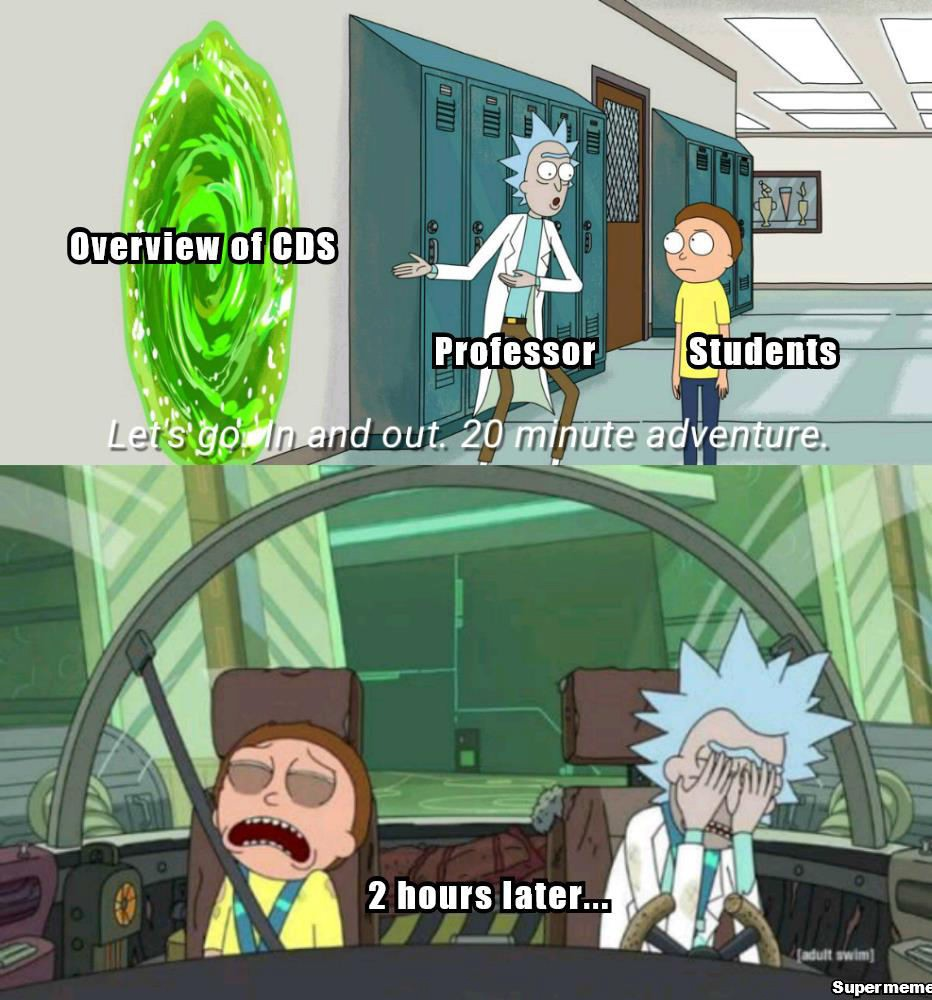 Overview of CDS
Professor
Students
Let's go. In and out. 20 minute adventure.
2 hours later...
[adult swim]
Supermeme